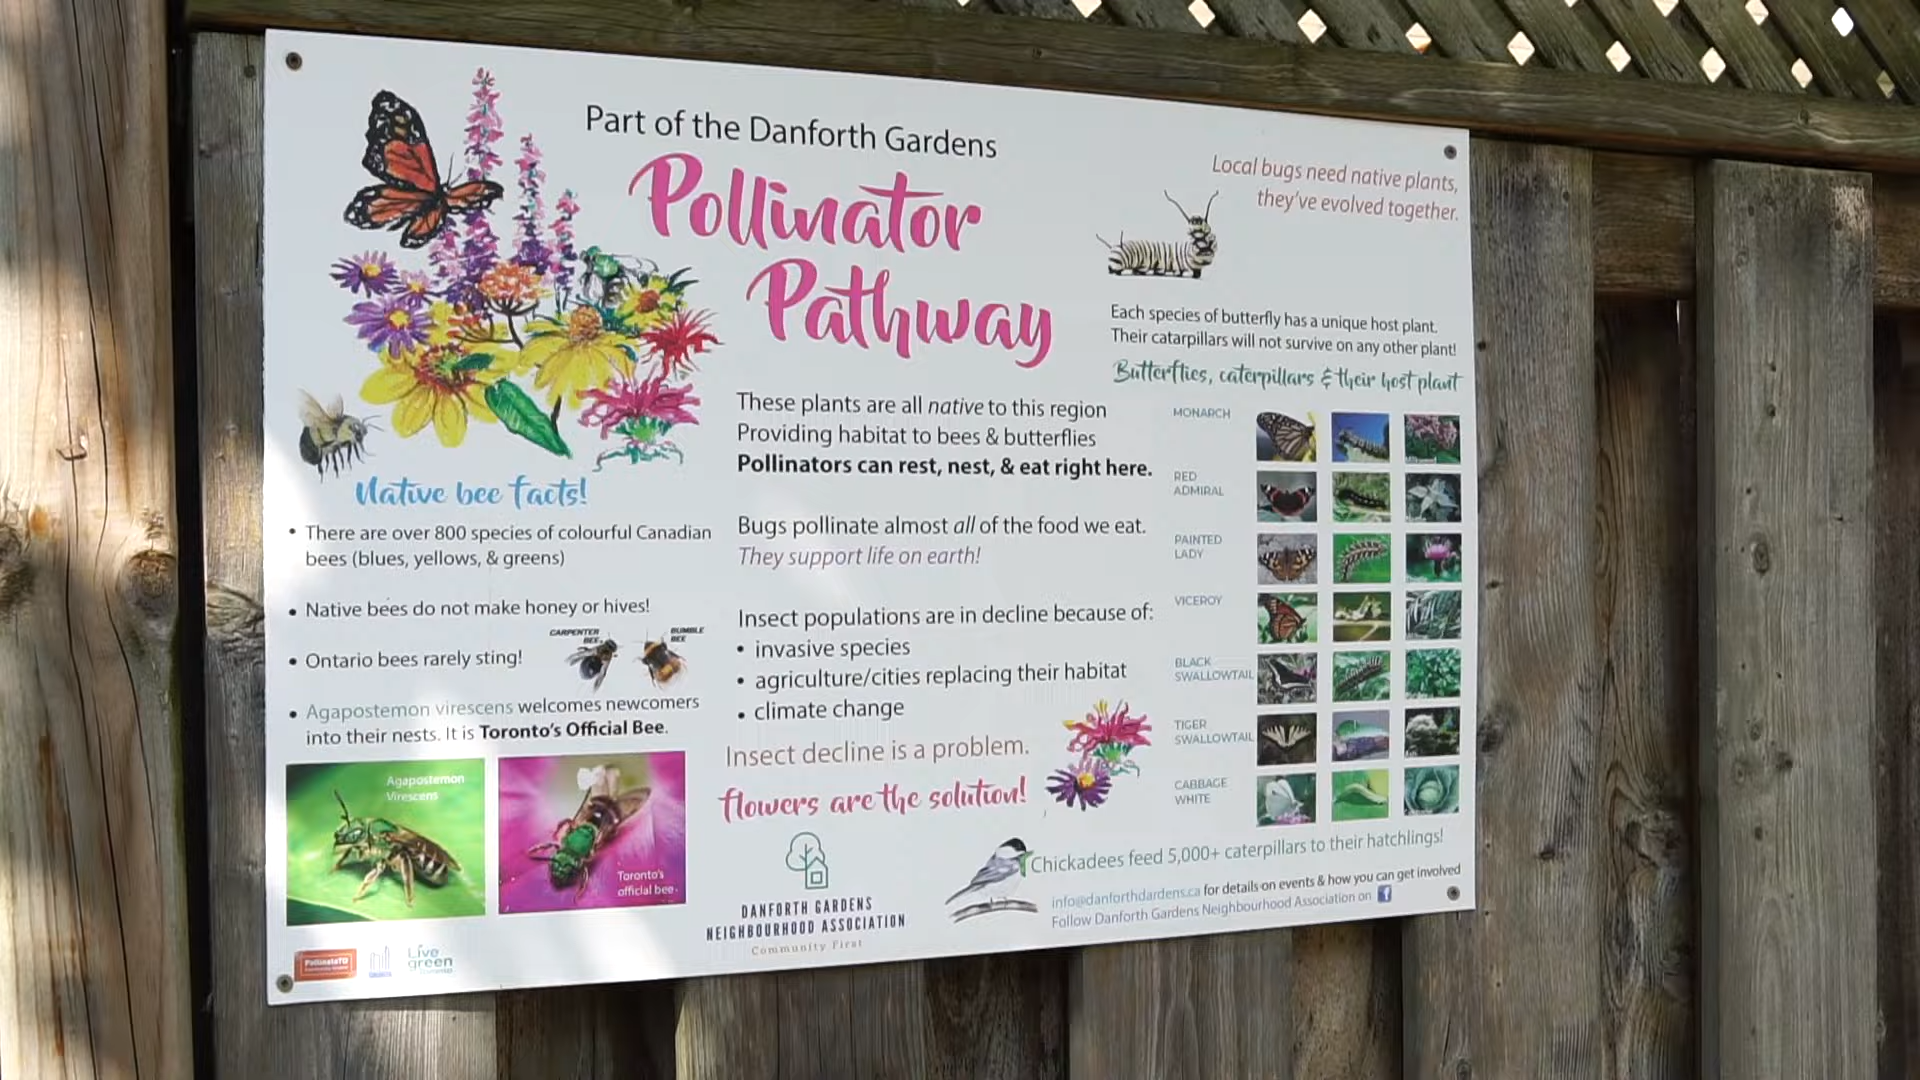 Part of the Danforth Gardens
Pollinator
Pathway
Local bugs need native plants,
they've evolved together.
Native bee facts!
• There are over 800 species of colourful Canadian
bees (blues, yellows, & greens)
• Native bees do not make honey or hives!
• Ontario bees rarely sting!
CARPENTER
BEE
BUMBLE
BEE
• Agapostemon virescens welcomes newcomers
into their nests. It is Toronto's Official Bee.
Agapostemon
Virescens
Toronto's
official bee
These plants are all native to this region
Providing habitat to bees & butterflies
Pollinators can rest, nest, & eat right here.
Bugs pollinate almost all of the food we eat.
They support life on earth!
Insect populations are in decline because of:
• invasive species
• agriculture/cities replacing their habitat
• climate change
Insect decline is a problem.
flowers are the solution!
Each species of butterfly has a unique host plant.
Their catarpillars will not survive on any other plant!
Butterflies, caterpillars & their host plant
MONARCH
RED
ADMIRAL
PAINTED
LADY
VICEROY
BLACK
SWALLOWTAIL
TIGER
SWALLOWTAIL
CABBAGE
WHITE
Chickadees feed 5,000+ caterpillars to their hatchlings!
info@danforthdardens.ca for details on events & how you can get involved
Follow Danforth Gardens Neighbourhood Association on f
DANFORTH GARDENS
NEIGHBOURHOOD ASSOCIATION
Community First
PollinateTO
Live
green